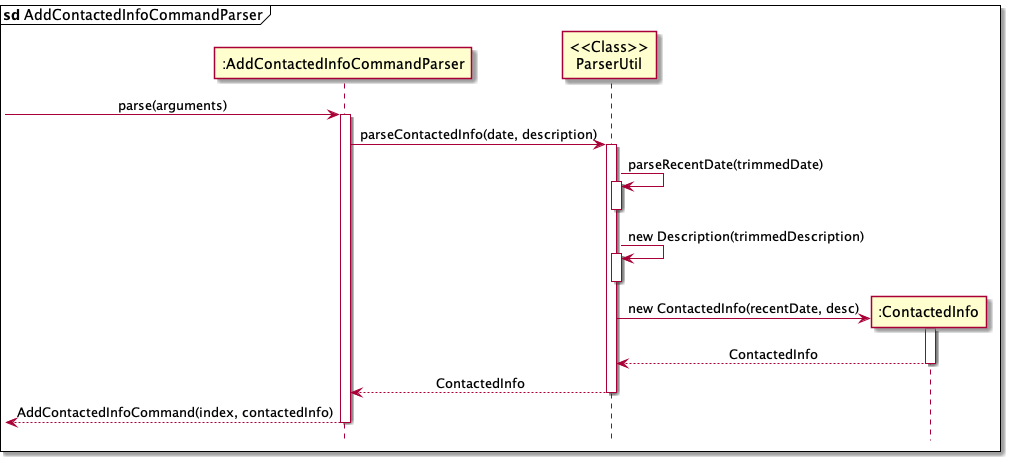 sd AddContactedInfoCommandParser
<<Class>>
:AddContactedInfoCommandParser
ParserUtil
parse(arguments)
parseContactedInfo(date, description)
parseRecentDate(trimmedDate)
new Description(trimmedDescription)
new ContactedInfo(recentDate, desc)
:ContactedInfo
ContactedInfo
ContactedInfo
AddContactedInfoCommand(index, contactedInfo)